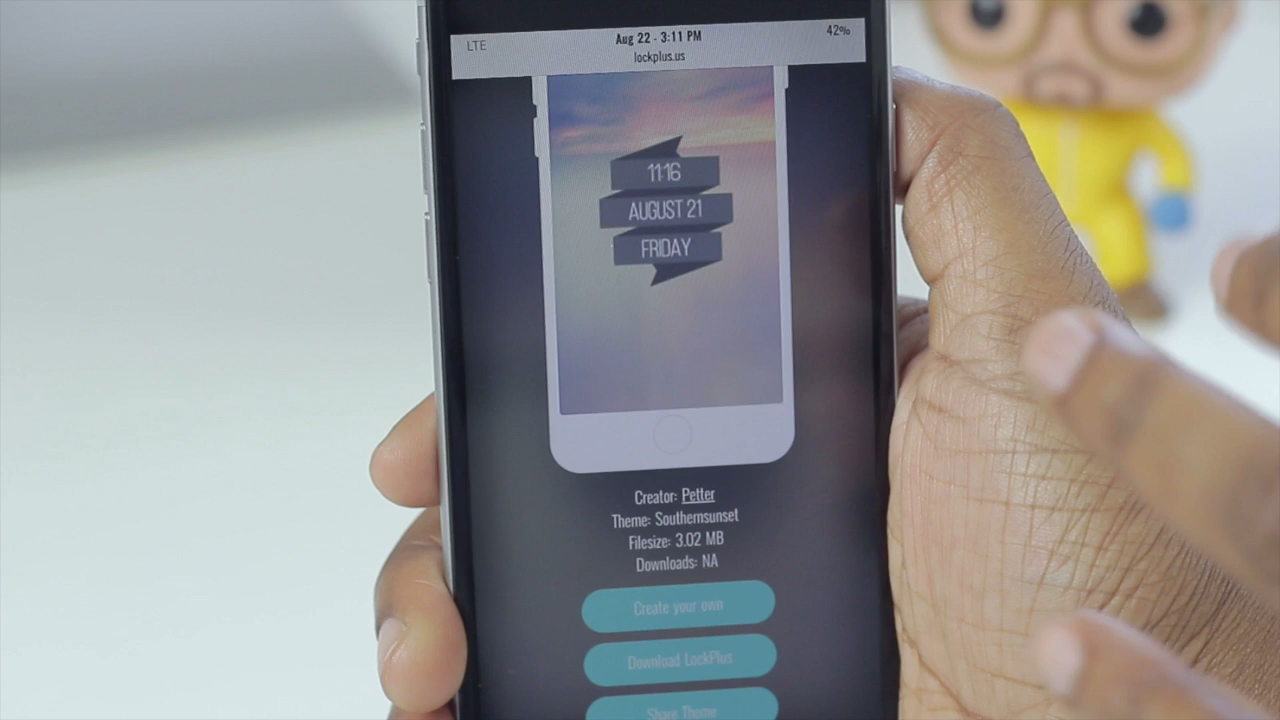 LTE
Aug 22 - 3:11 PM
42%
lockplus.us
11:16
AUGUST 21
FRIDAY
Creator: Petter
Theme: Southernsunset
Filesize: 3.02 MB
Downloads: NA
Create your own
Download LockPlus
Share Theme